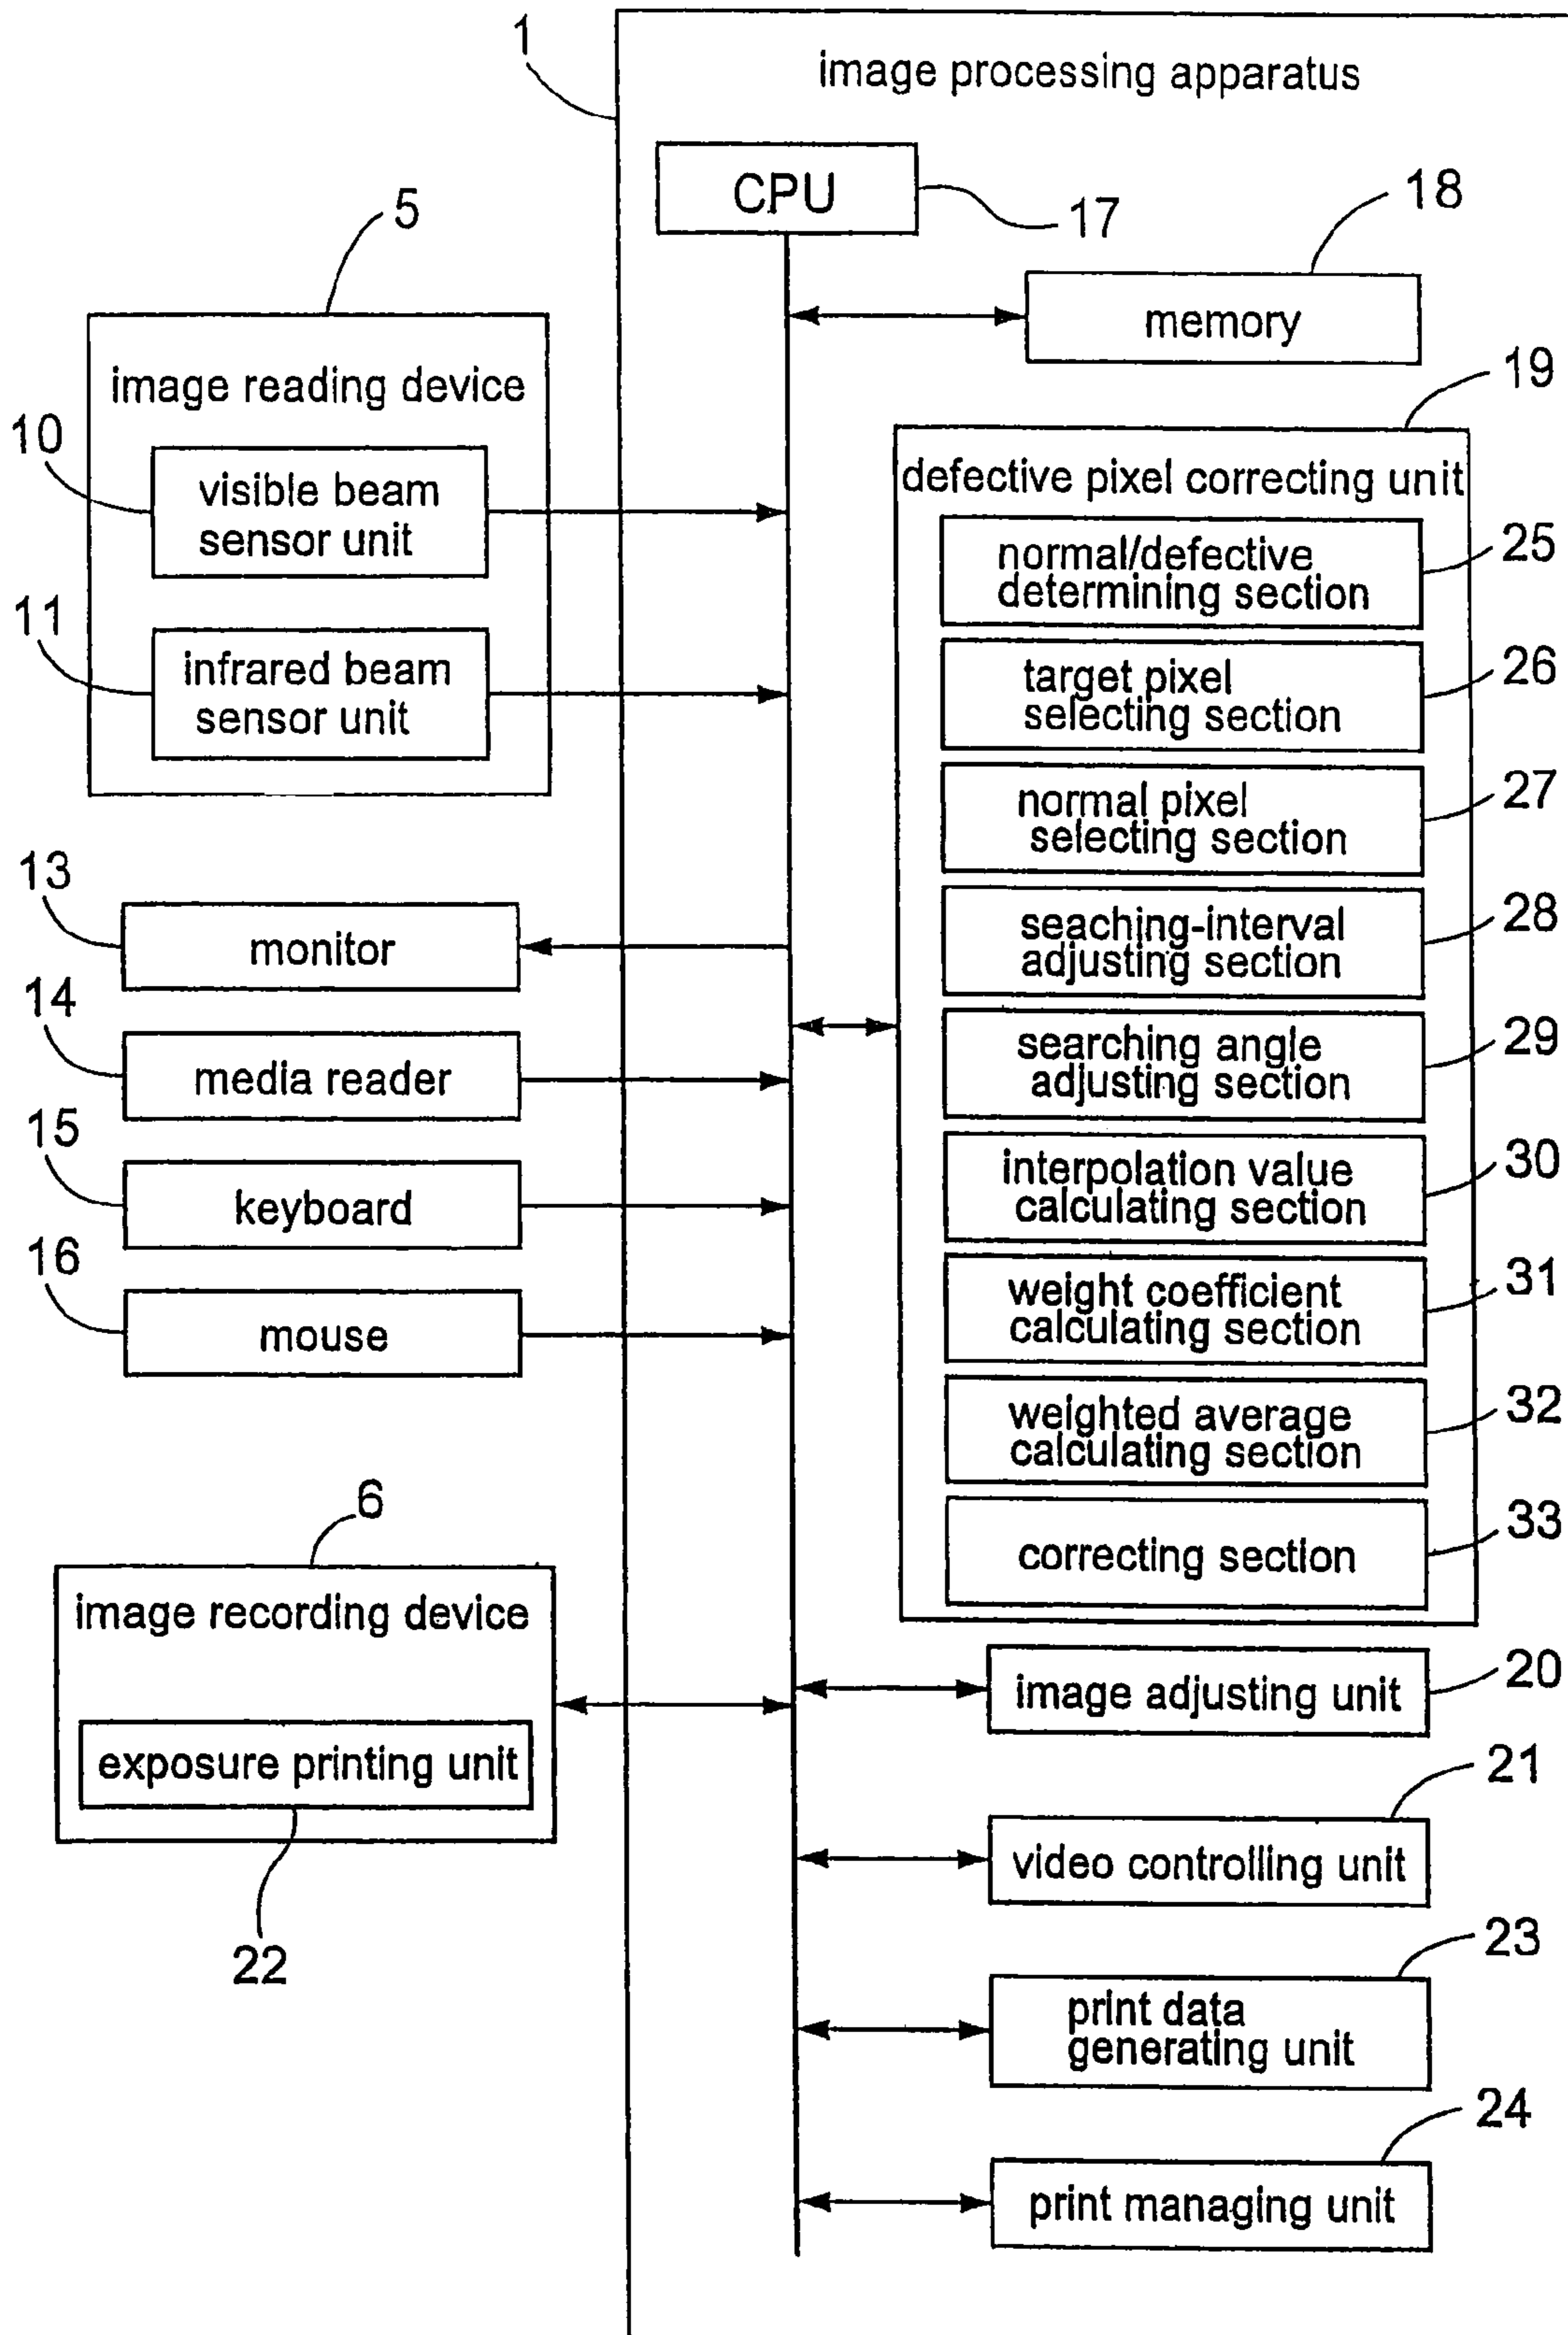 1
image processing apparatus
CPU
17
18
memory
5
image reading device
10
visible beam
sensor unit
11
infrared beam
sensor unit
19
defective pixel correcting unit
normal/defective
determining section
25
target pixel
selecting section
26
normal pixel
selecting section
27
seaching-interval
adjusting section
28
searching angle
adjusting section
29
interpolation value
calculating section
30
weight coefficient
calculating section
31
weighted average
calculating section
32
correcting section
33
13
monitor
14
media reader
15
keyboard
16
mouse
6
image recording device
exposure printing unit
22
image adjusting unit
20
21
video controlling unit
23
print data
generating unit
24
print managing unit